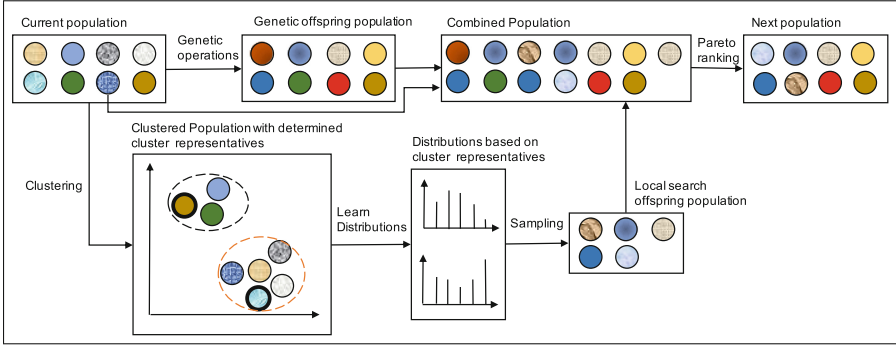 Current population
Genetic
operations
Genetic offspring population
Combined Population
Pareto
ranking
Next population
Clustering
Clustered Population with determined
cluster representatives
Learn
Distributions
Distributions based on
cluster representatives
Sampling
Local search
offspring population